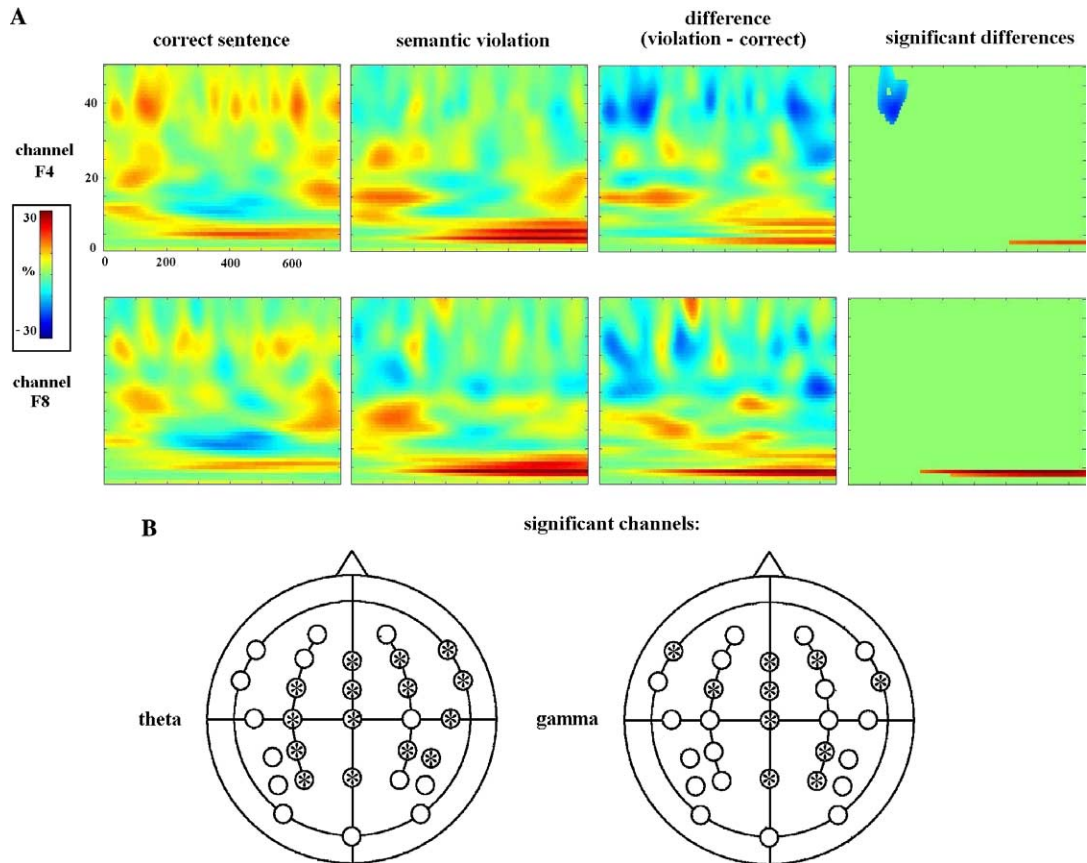 A
correct sentence
semantic violation
difference
(violation - correct)
significant differences
channel
F4
40
20
0
0
200
400
600
30
%
- 30
channel
F8
B
significant channels:
theta
gamma